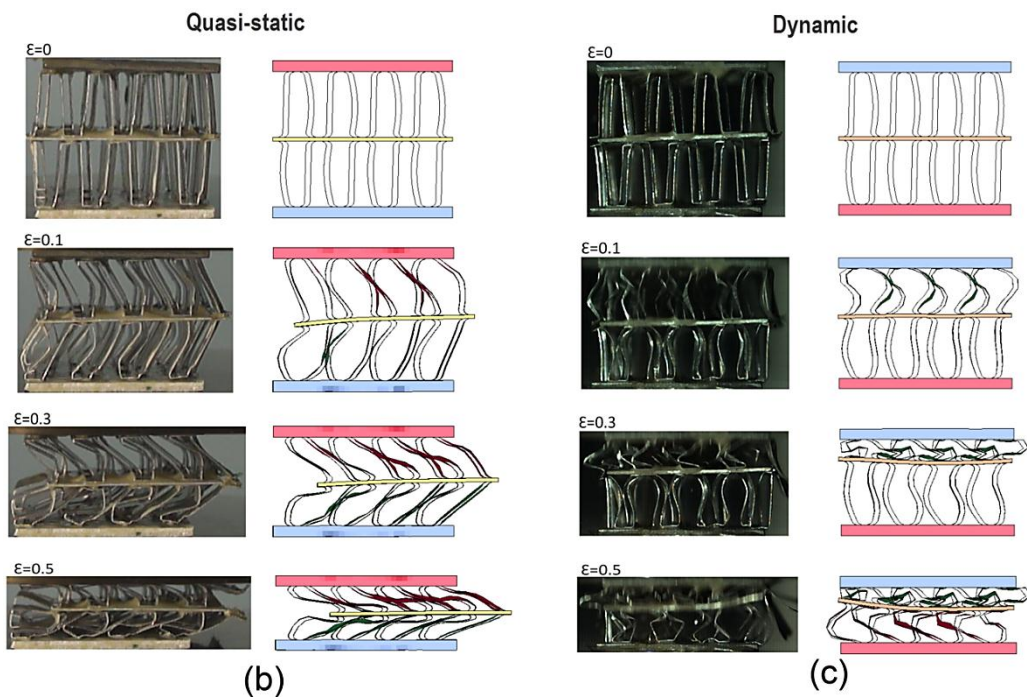 Quasi-static
Dynamic
Ɛ=0
Ɛ=0.1
Ɛ=0.3
Ɛ=0.5
(b)
Ɛ=0
Ɛ=0.1
Ɛ=0.3
Ɛ=0.5
(c)